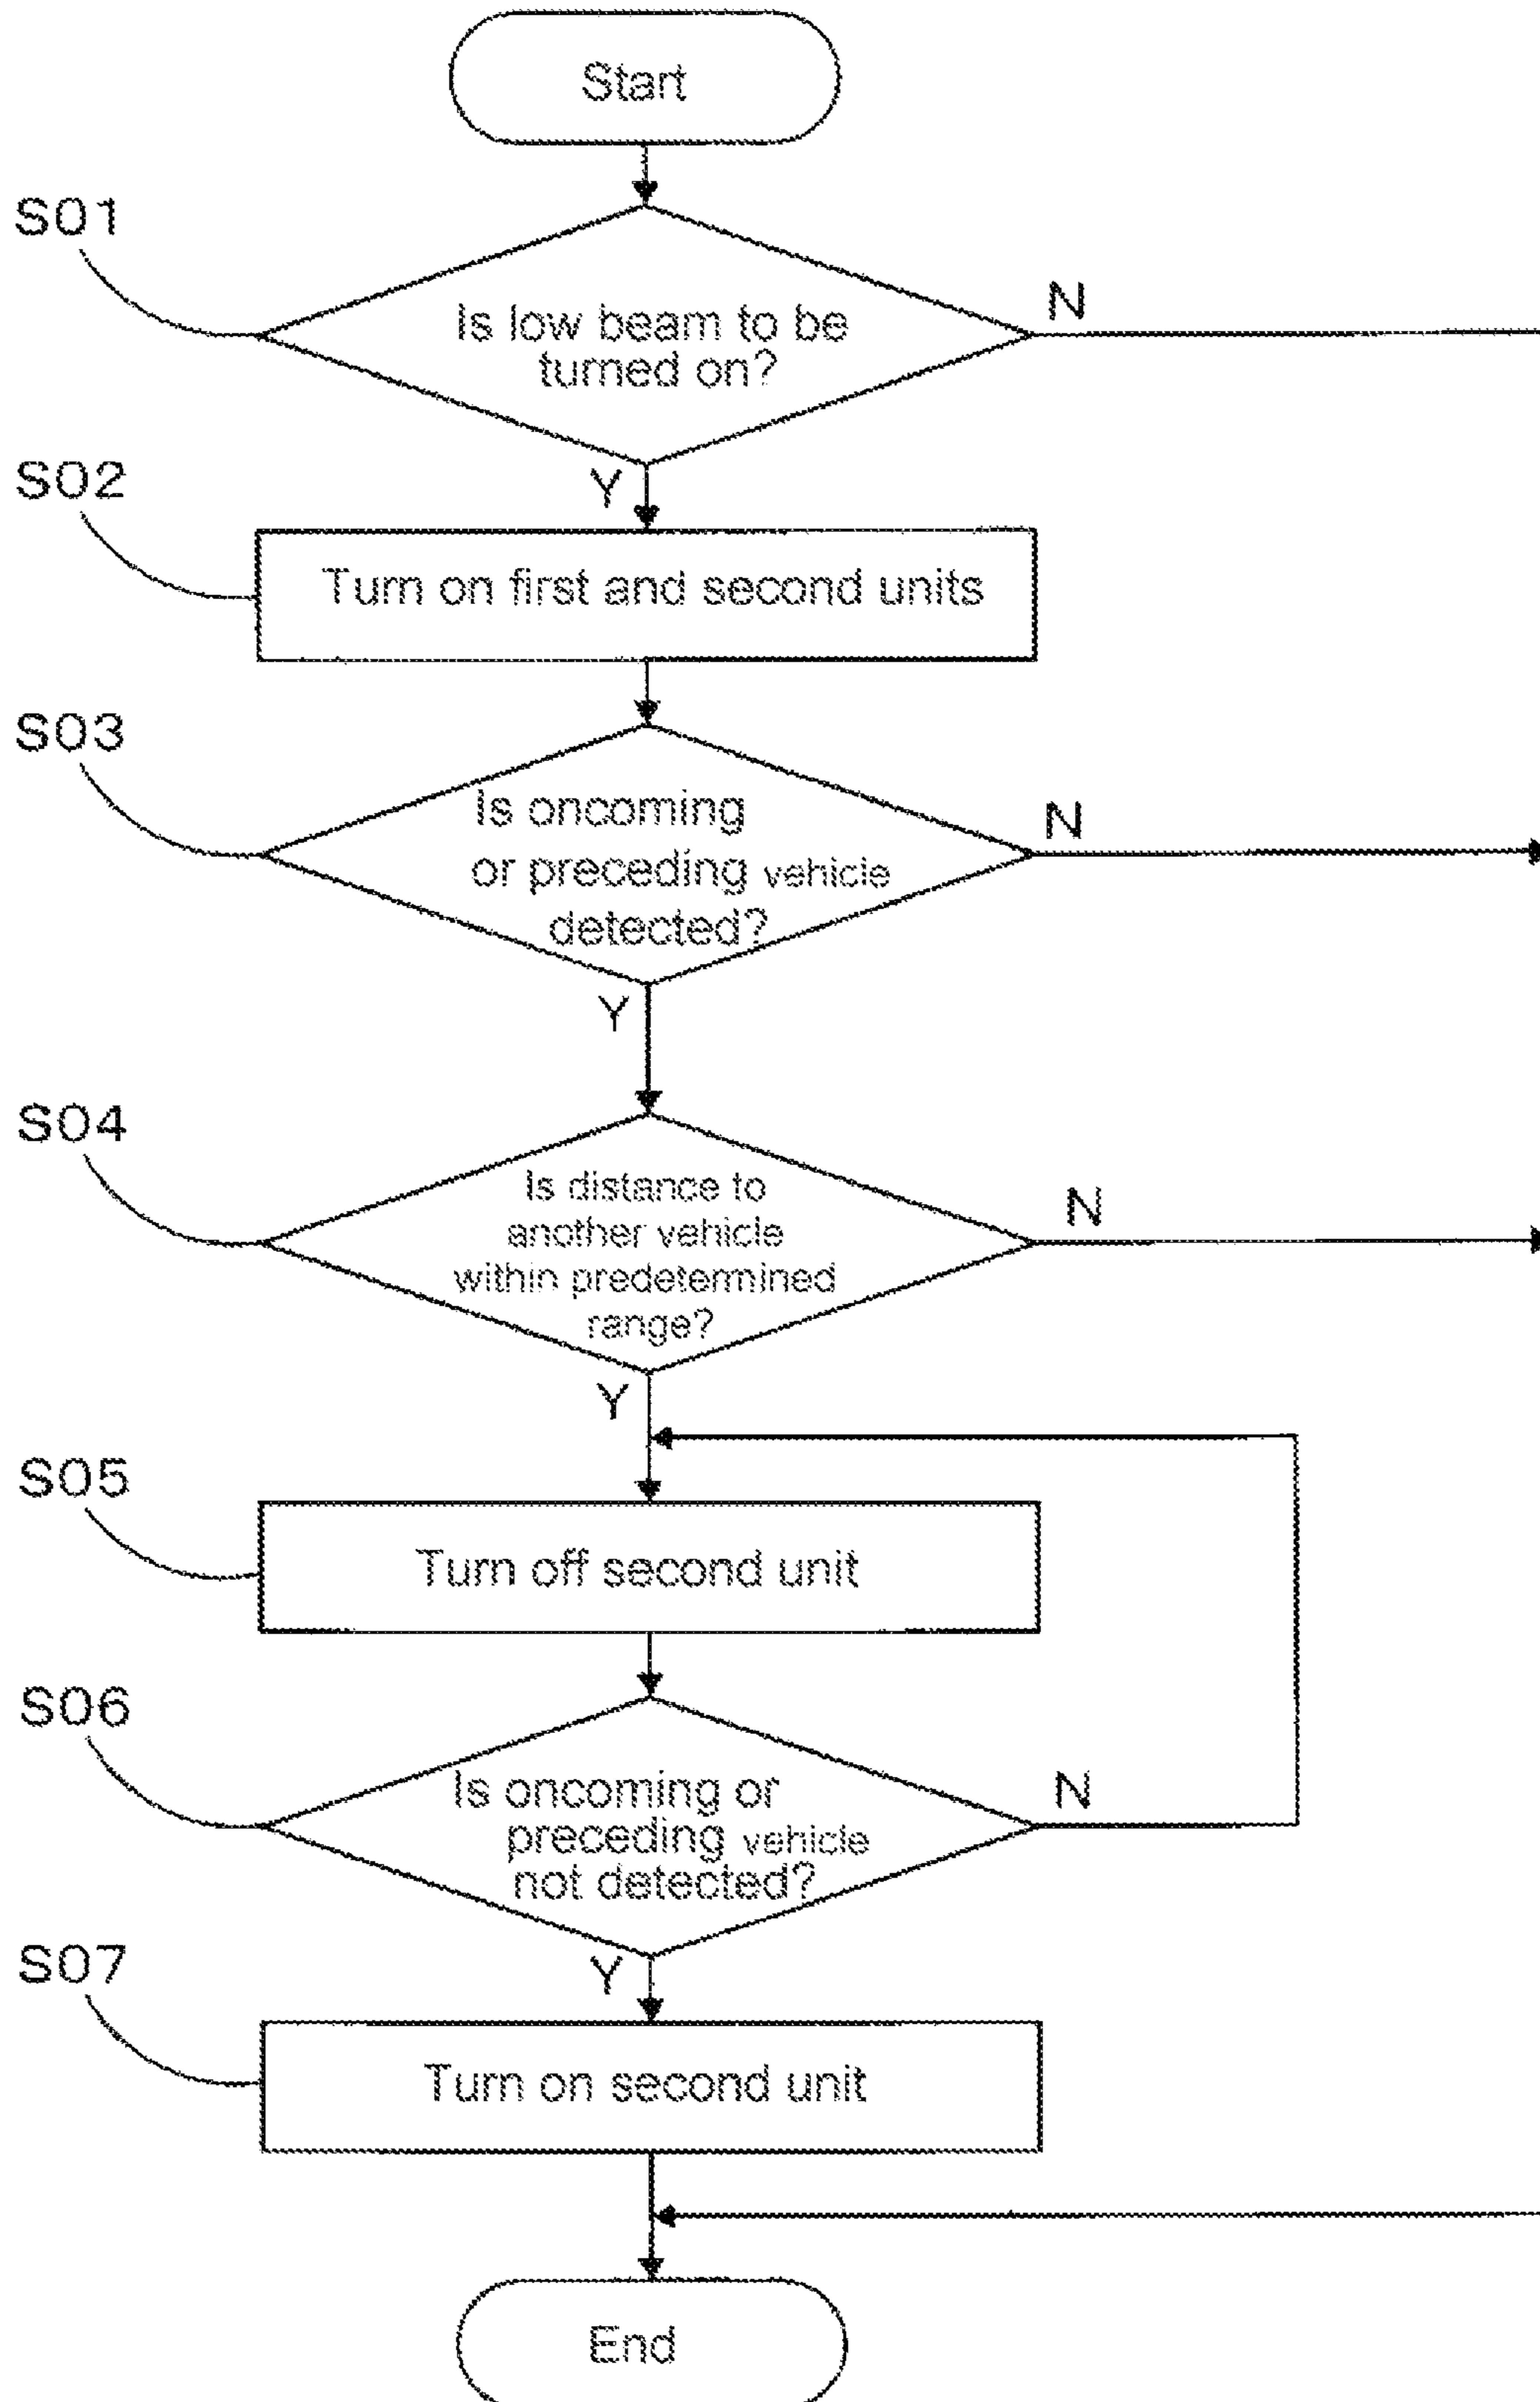 Start
S01
Is low beam to be
turned on?
N
Y
S02
Turn on first and second units
S03
Is oncoming
or preceding vehicle
detected?
N
Y
S04
Is distance to
another vehicle
within predetermined
range?
N
Y
S05
Turn off second unit
S06
Is oncoming or
preceding vehicle
not detected?
N
Y
S07
Turn on second unit
End